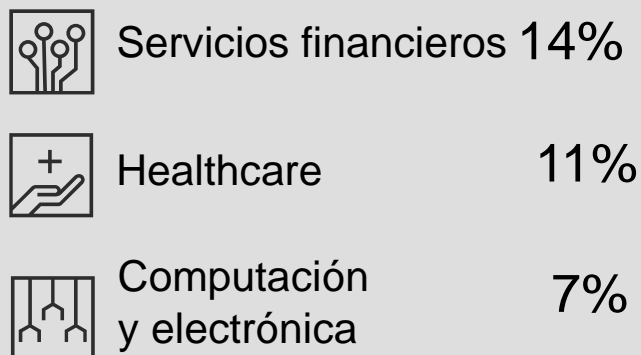 Servicios financieros 14%
Healthcare 11%
Computación
y electrónica 7%